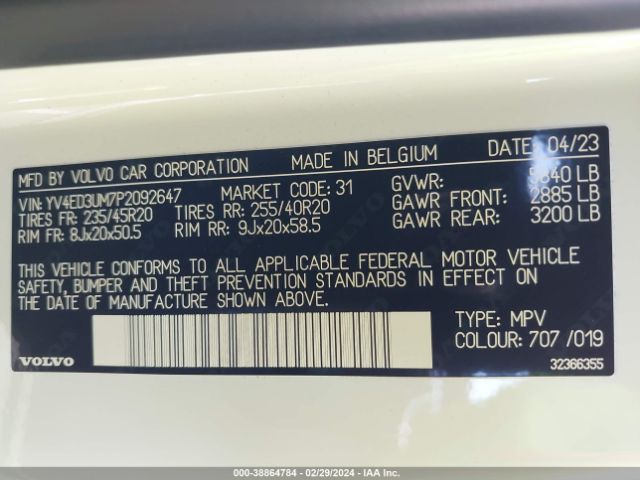 MFD BY VOLVO CAR CORPORATION MADE IN BELGIUM DATE: 04/23
VIN: YV4ED3UM7P2092647 MARKET CODE: 31 GVWR: LB
TIRES FR: 235/45R20 TIRES RR: 255/40R20 GAWR FRONT: 2885 LB
RIM FR: 8Jx20x50.5 RIM RR: 9Jx20x58.5 GAWR REAR: 3200 LB
THIS VEHICLE CONFORMS TO ALL APPLICABLE FEDERAL MOTOR VEHICLE
SAFETY, BUMPER AND THEFT PREVENTION STANDARDS IN EFFECT ON
THE DATE OF MANUFACTURE SHOWN ABOVE.
TYPE: MPV
COLOUR: 707 /019
VOLVO
32366355
000-38864784 - 02/29/2024 - IAAI.COM